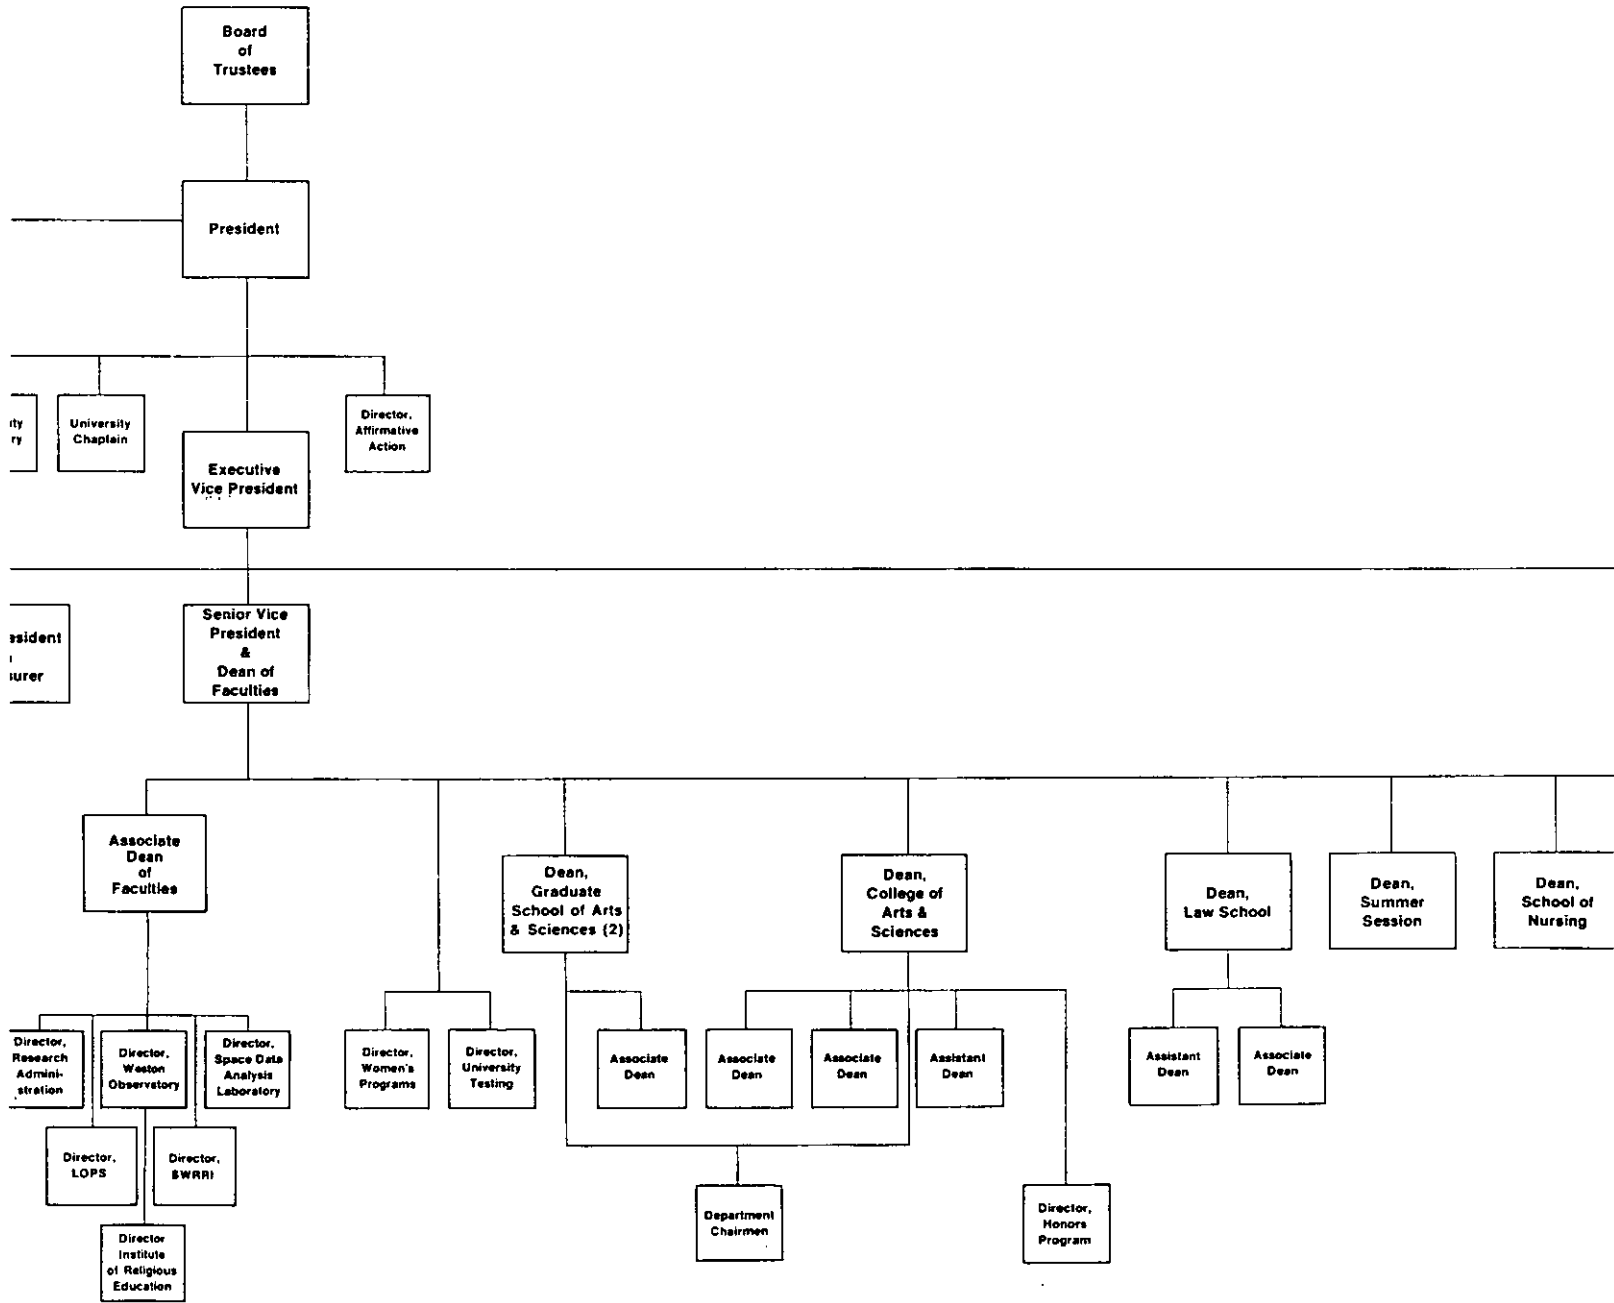 Board
of
Trustees
President
University
Chaplain
Director,
Affirmative
Action
Executive
Vice President
Senior Vice
President
&
Dean of
Faculties
esident
surer
Associate
Dean
of
Faculties
Dean,
Graduate
School of Arts
& Sciences (2)
Dean,
College of
Arts &
Sciences
Dean,
Law School
Dean,
Summer
Session
Dean,
School of
Nursing
Director,
Research
Admini-
stration
Director,
Weston
Observatory
Director,
Space Data
Analysis
Laboratory
Director,
Women's
Programs
Director,
University
Testing
Associate
Dean
Associate
Dean
Associate
Dean
Assistant
Dean
Assistant
Dean
Associate
Dean
Director,
LOPS
Director,
SWRRI
Department
Chairmen
Director,
Honors
Program
Director
Institute
of Religious
Education